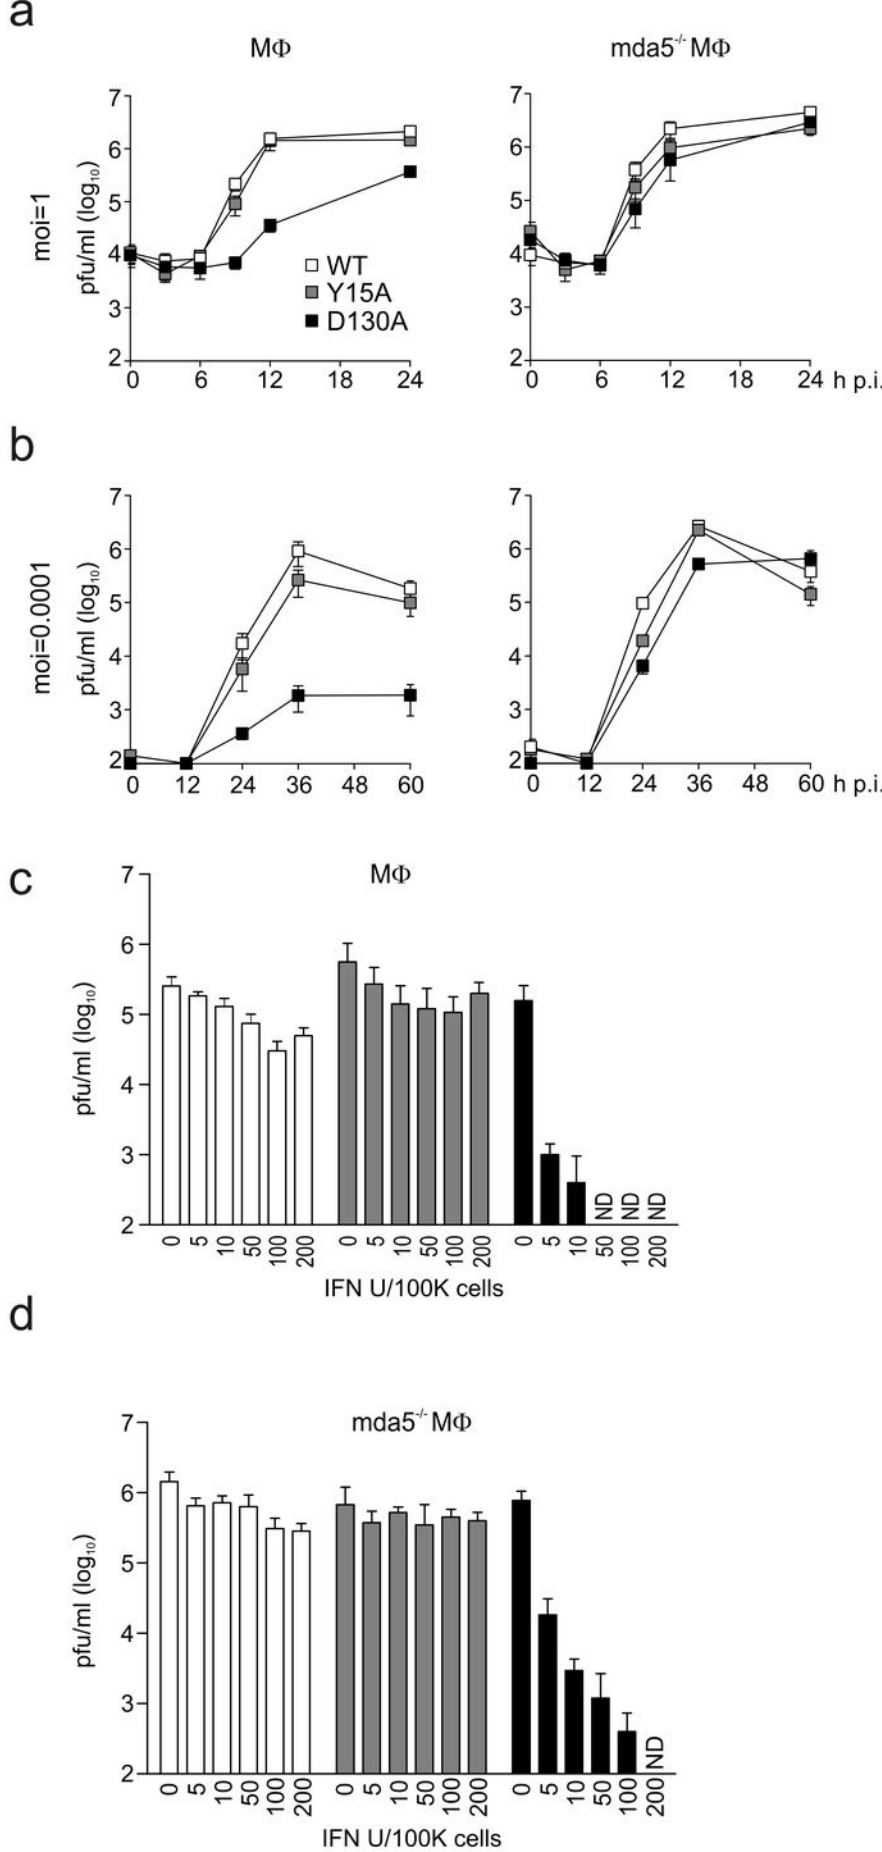 a
MΦ
mda5-/- MΦ
moi=1
pfu/ml (log10)
7
6
5
4
3
2
WT
Y15A
D130A
0 6 12 18 24
7
6
5
4
3
2
0 6 12 18 24 h p.i.
b
moi=0.0001
pfu/ml (log10)
7
6
5
4
3
2
0 12 24 36 48 60
7
6
5
4
3
2
0 12 24 36 48 60 h p.i.
c
MΦ
pfu/ml (log10)
7
6
5
4
3
2
ND ND ND
0 5 10 50 100 200 0 5 10 50 100 200 0 5 10 50 100 200
IFN U/100K cells
d
mda5-/- MΦ
pfu/ml (log10)
7
6
5
4
3
2
ND
0 5 10 50 100 200 0 5 10 50 100 200 0 5 10 50 100 200
IFN U/100K cells